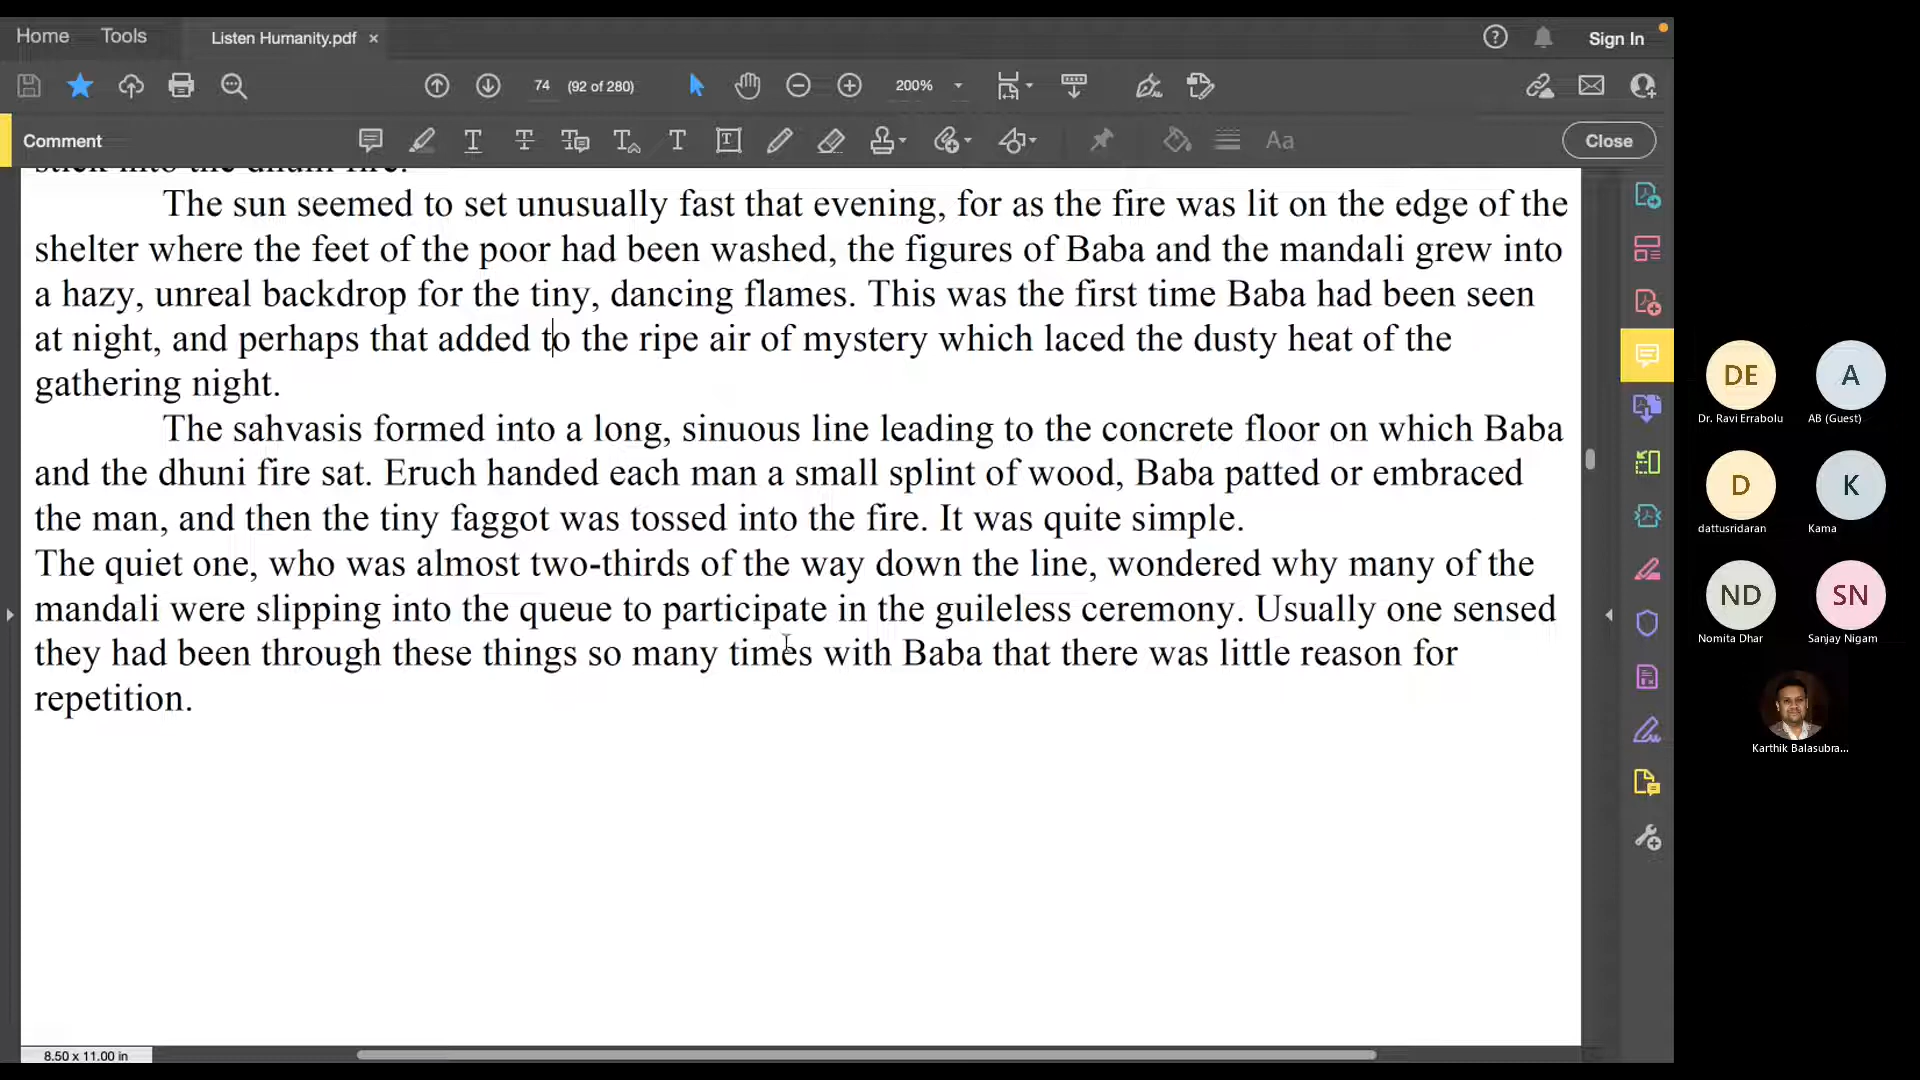 Home Tools Listen Humanity.pdf × Sign In
74 (92 of 280) 200%
Comment Close
stick into the dhuni fire.
The sun seemed to set unusually fast that evening, for as the fire was lit on the edge of the
shelter where the feet of the poor had been washed, the figures of Baba and the mandali grew into
a hazy, unreal backdrop for the tiny, dancing flames. This was the first time Baba had been seen
at night, and perhaps that added to the ripe air of mystery which laced the dusty heat of the
gathering night.
The sahvasis formed into a long, sinuous line leading to the concrete floor on which Baba
and the dhuni fire sat. Eruch handed each man a small splint of wood, Baba patted or embraced
the man, and then the tiny faggot was tossed into the fire. It was quite simple.
The quiet one, who was almost two-thirds of the way down the line, wondered why many of the
mandali were slipping into the queue to participate in the guileless ceremony. Usually one sensed
they had been through these things so many times with Baba that there was little reason for
repetition.
8.50 x 11.00 in
DE A
Dr. Ravi Errabolu AB (Guest)
D K
dattusridaran Kama
ND SN
Nomita Dhar Sanjay Nigam
Karthik Balasubra...